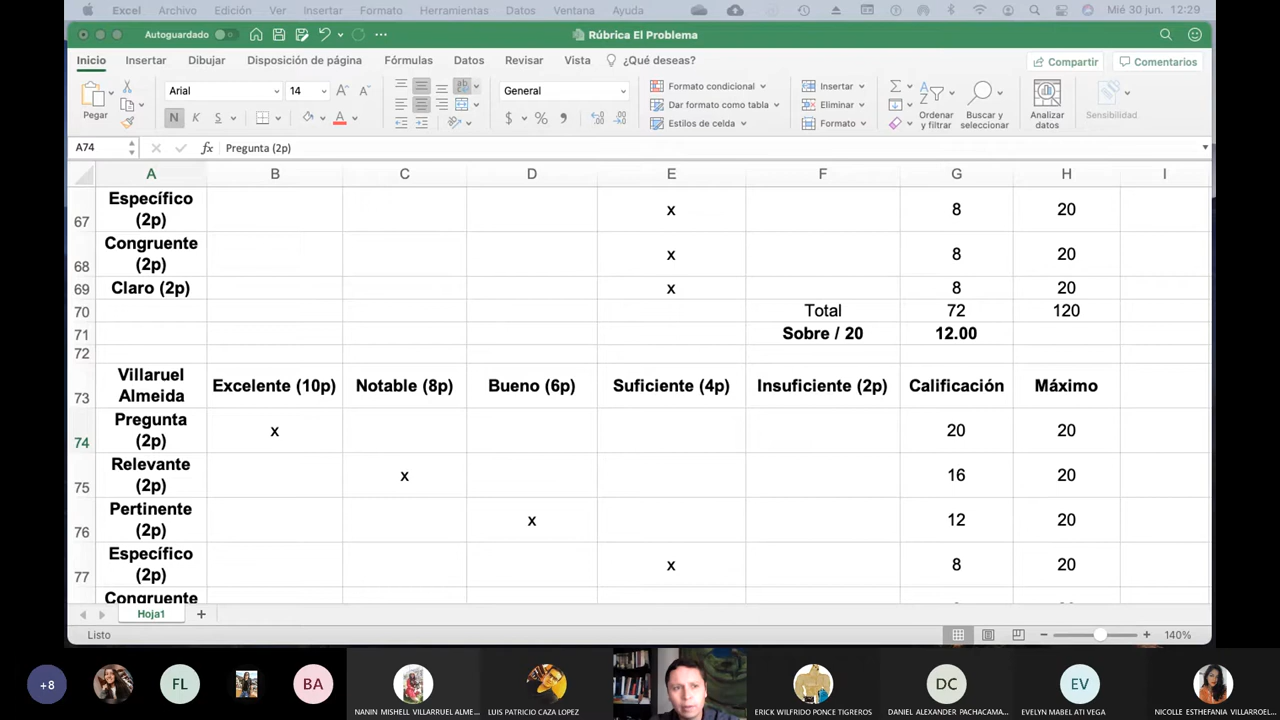 Excel Archivo Edición Ver Insertar Formato Herramientas Datos Ventana Ayuda Mié 30 jun. 12:29
Autoguardado Rúbrica El Problema
Inicio Insertar Dibujar Disposición de página Fórmulas Datos Revisar Vista ¿Qué deseas? Compartir Comentarios
Arial 14 General Formato condicional Insertar
Pegar Dar formato como tabla Eliminar Ordenar y filtrar Buscar y seleccionar Analizar datos Sensibilidad
N K S A $ % Estilos de celda Formato
A74 fx Pregunta (2p)
A B C D E F G H I
67 Específico (2p) x 8 20
68 Congruente (2p) x 8 20
69 Claro (2p) x 8 20
70 Total 72 120
71 Sobre / 20 12.00
72
73 Villaruel Almeida Excelente (10p) Notable (8p) Bueno (6p) Suficiente (4p) Insuficiente (2p) Calificación Máximo
74 Pregunta (2p) x 20 20
75 Relevante (2p) x 16 20
76 Pertinente (2p) x 12 20
77 Específico (2p) x 8 20
Congruente
Hoja1 +
Listo 140%
+8 FL BA DC EV
NANIN MISHELL VILLARRUEL ALME... LUIS PATRICIO CAZA LOPEZ ERICK WILFRIDO PONCE TIGREROS DANIEL ALEXANDER PACHACAMA... EVELYN MABEL ATI VEGA NICOLLE ESTHEFANIA VILLARROEL...